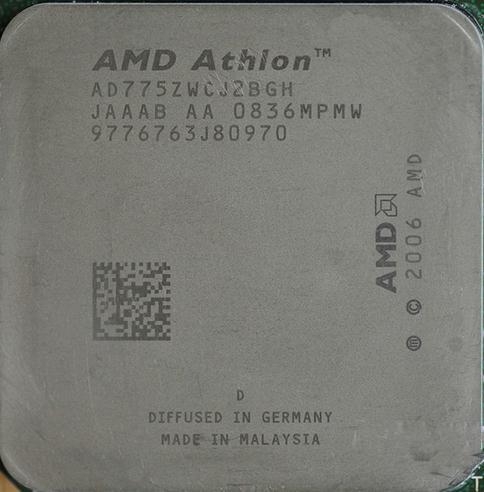 AMD Athlon™
AD775ZWCJ2BGH
JAAAB AA 0836MPMW
9776763J80970
AMD
ⓜ © 2006 AMD
D
DIFFUSED IN GERMANY
MADE IN MALAYSIA
T